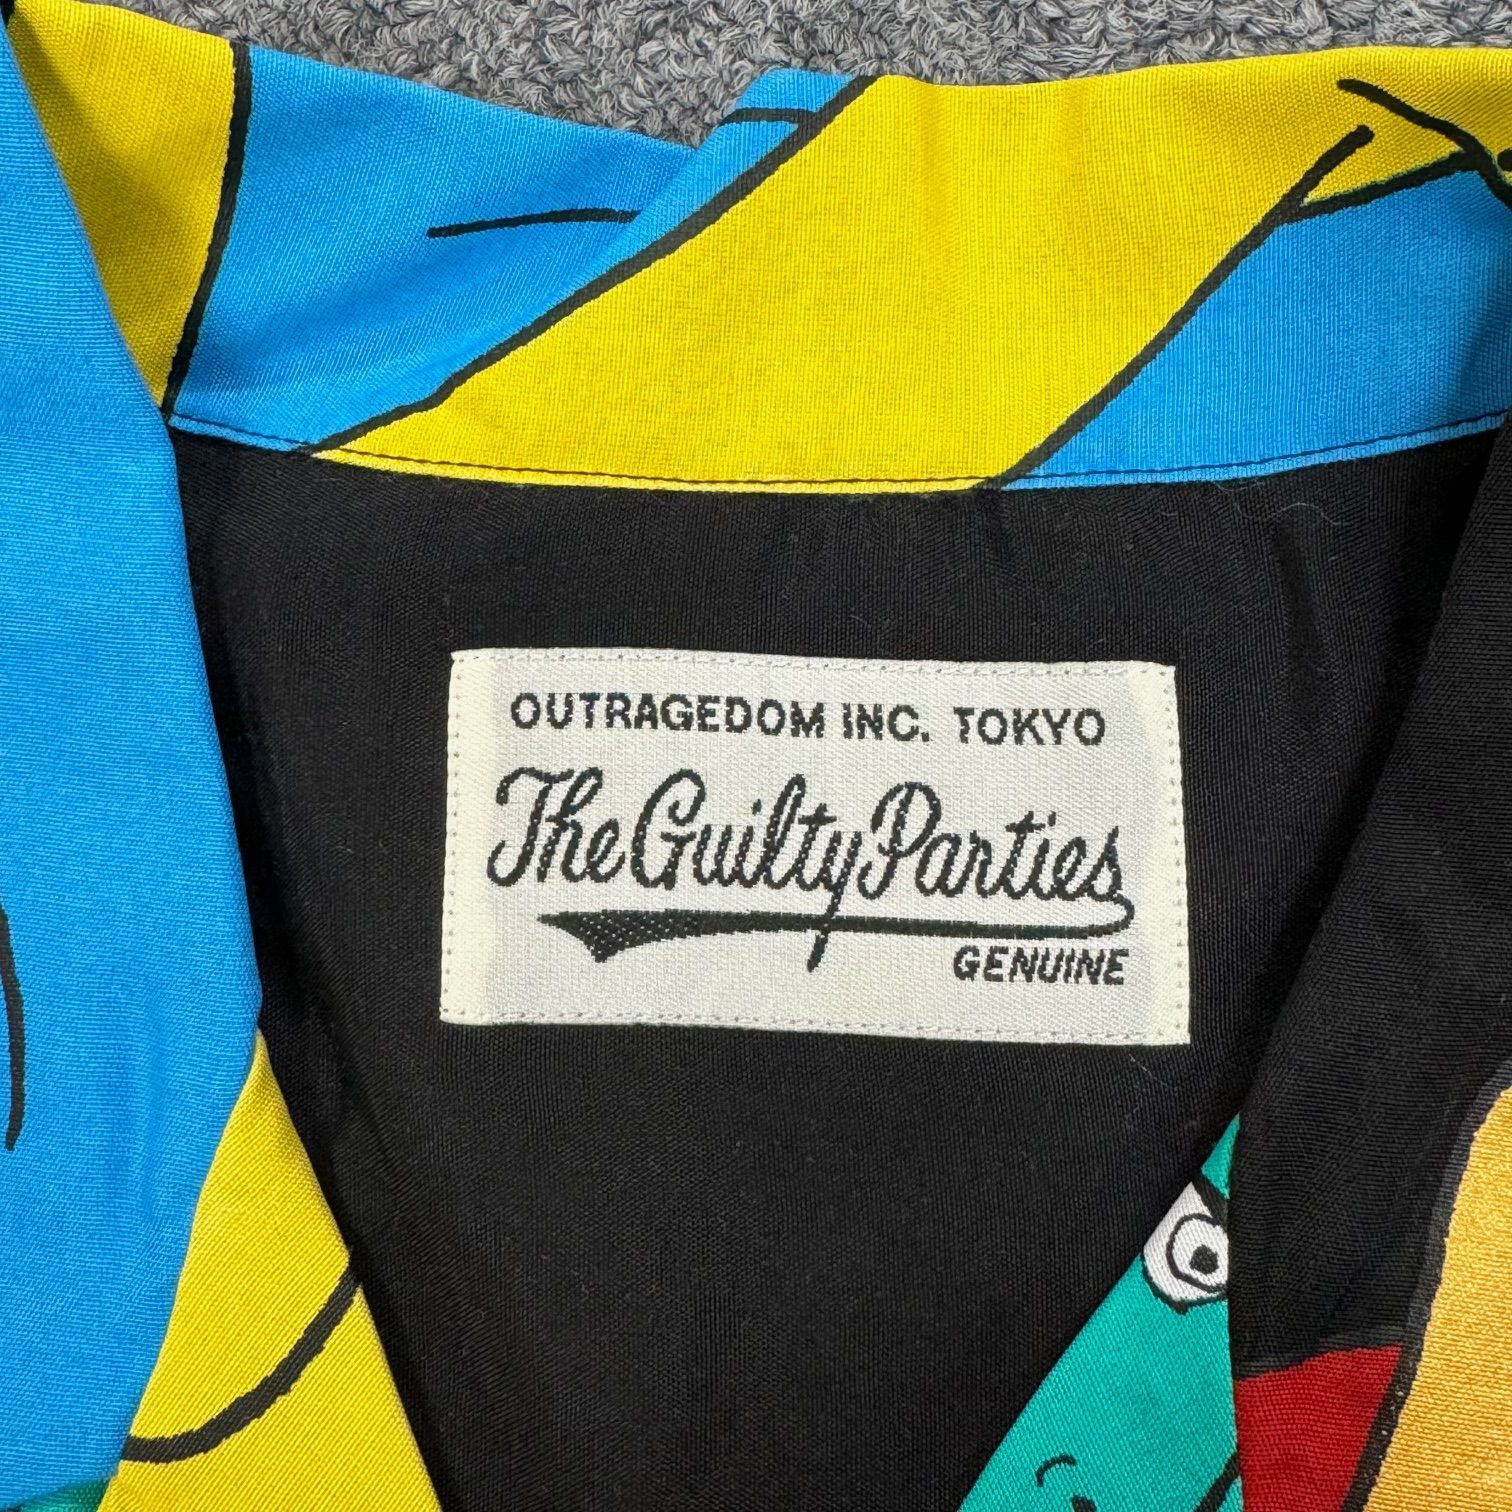 OUTRAGEDOM INC. TOKYO
The Guilty Parties
GENUINE